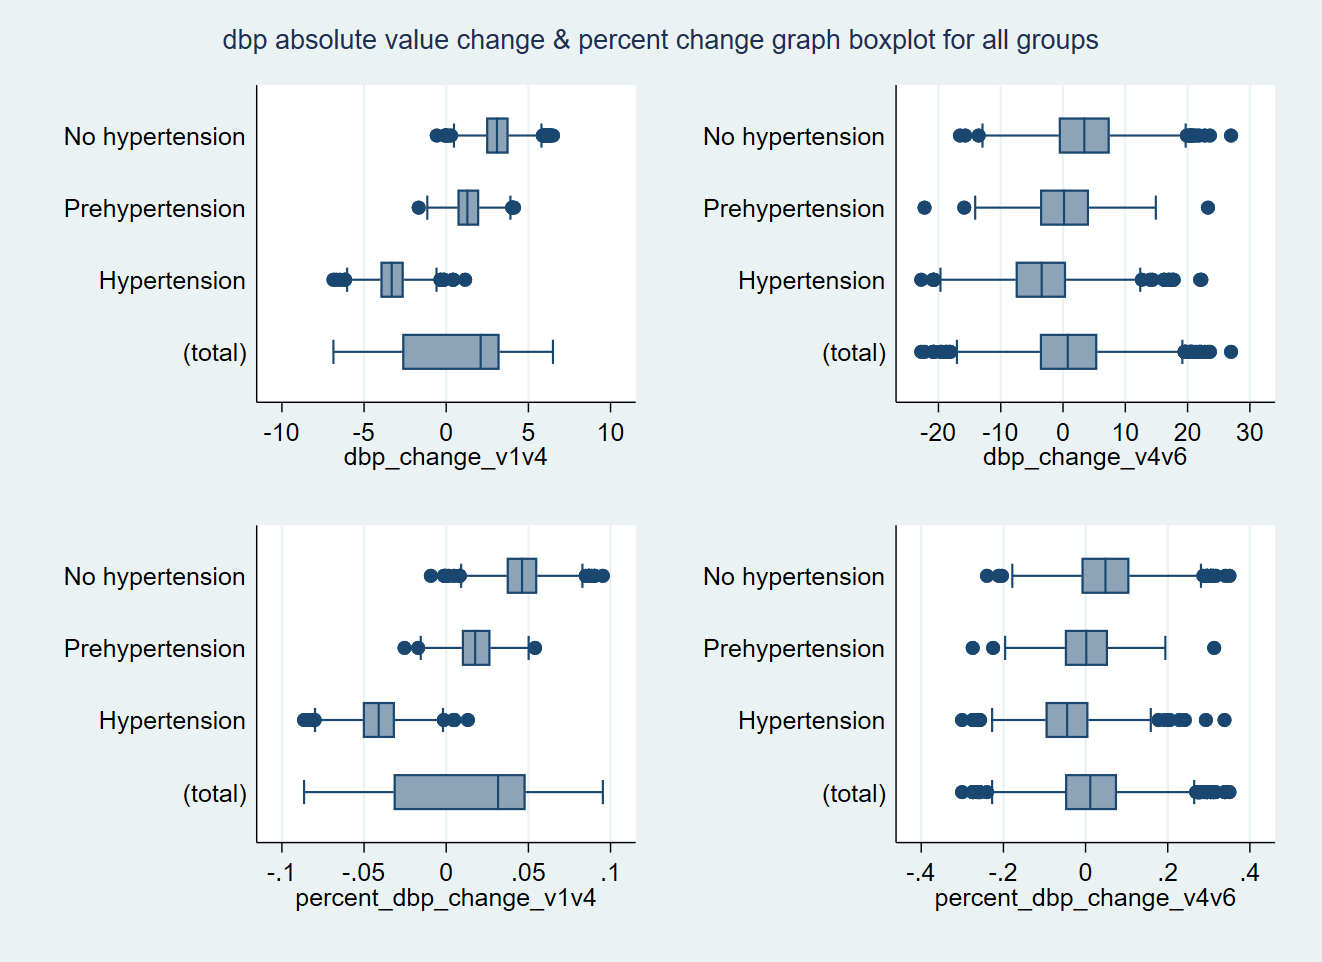 dbp absolute value change & percent change graph boxplot for all groups
No hypertension
Prehypertension
Hypertension
(total)
-10 -5 0 5 10
dbp_change_v1v4
No hypertension
Prehypertension
Hypertension
(total)
-20 -10 0 10 20 30
dbp_change_v4v6
No hypertension
Prehypertension
Hypertension
(total)
-.1 -.05 0 .05 .1
percent_dbp_change_v1v4
No hypertension
Prehypertension
Hypertension
(total)
-.4 -.2 0 .2 .4
percent_dbp_change_v4v6